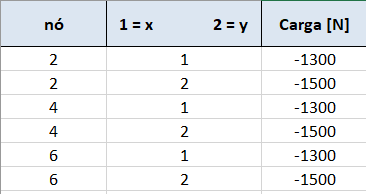 nó 1 = x 2 = y Carga [N]
2 1 -1300
2 2 -1500
4 1 -1300
4 2 -1500
6 1 -1300
6 2 -1500